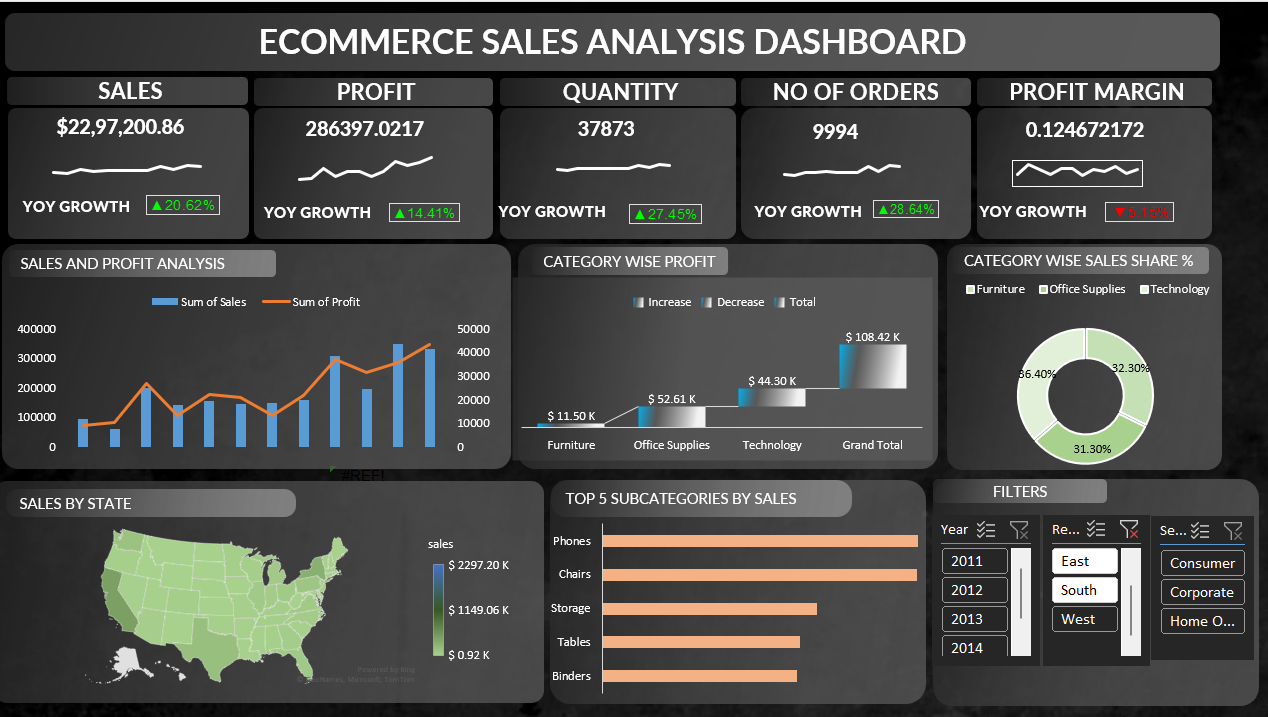 ECOMMERCE SALES ANALYSIS DASHBOARD
SALES
$22,97,200.86
YOY GROWTH ▲20.62%
PROFIT
286397.0217
YOY GROWTH ▲14.41%
QUANTITY
37873
YOY GROWTH ▲27.45%
NO OF ORDERS
9994
YOY GROWTH ▲28.64%
PROFIT MARGIN
0.124672172
YOY GROWTH
SALES AND PROFIT ANALYSIS
Sum of Sales Sum of Profit
400000
300000
200000
100000
0
50000
40000
30000
20000
10000
0
#REF!
CATEGORY WISE PROFIT
Increase Decrease Total
$ 11.50 K
$ 52.61 K
$ 44.30 K
$ 108.42 K
Furniture Office Supplies Technology Grand Total
CATEGORY WISE SALES SHARE %
Furniture Office Supplies Technology
36.40%
32.30%
31.30%
SALES BY STATE
sales
$ 2297.20 K
$ 1149.06 K
$ 0.92 K
Powered by Bing
© GeoNames, Microsoft, TomTom
TOP 5 SUBCATEGORIES BY SALES
Phones
Chairs
Storage
Tables
Binders
FILTERS
Year
2011
2012
2013
2014
Re...
East
South
West
Se...
Consumer
Corporate
Home O...